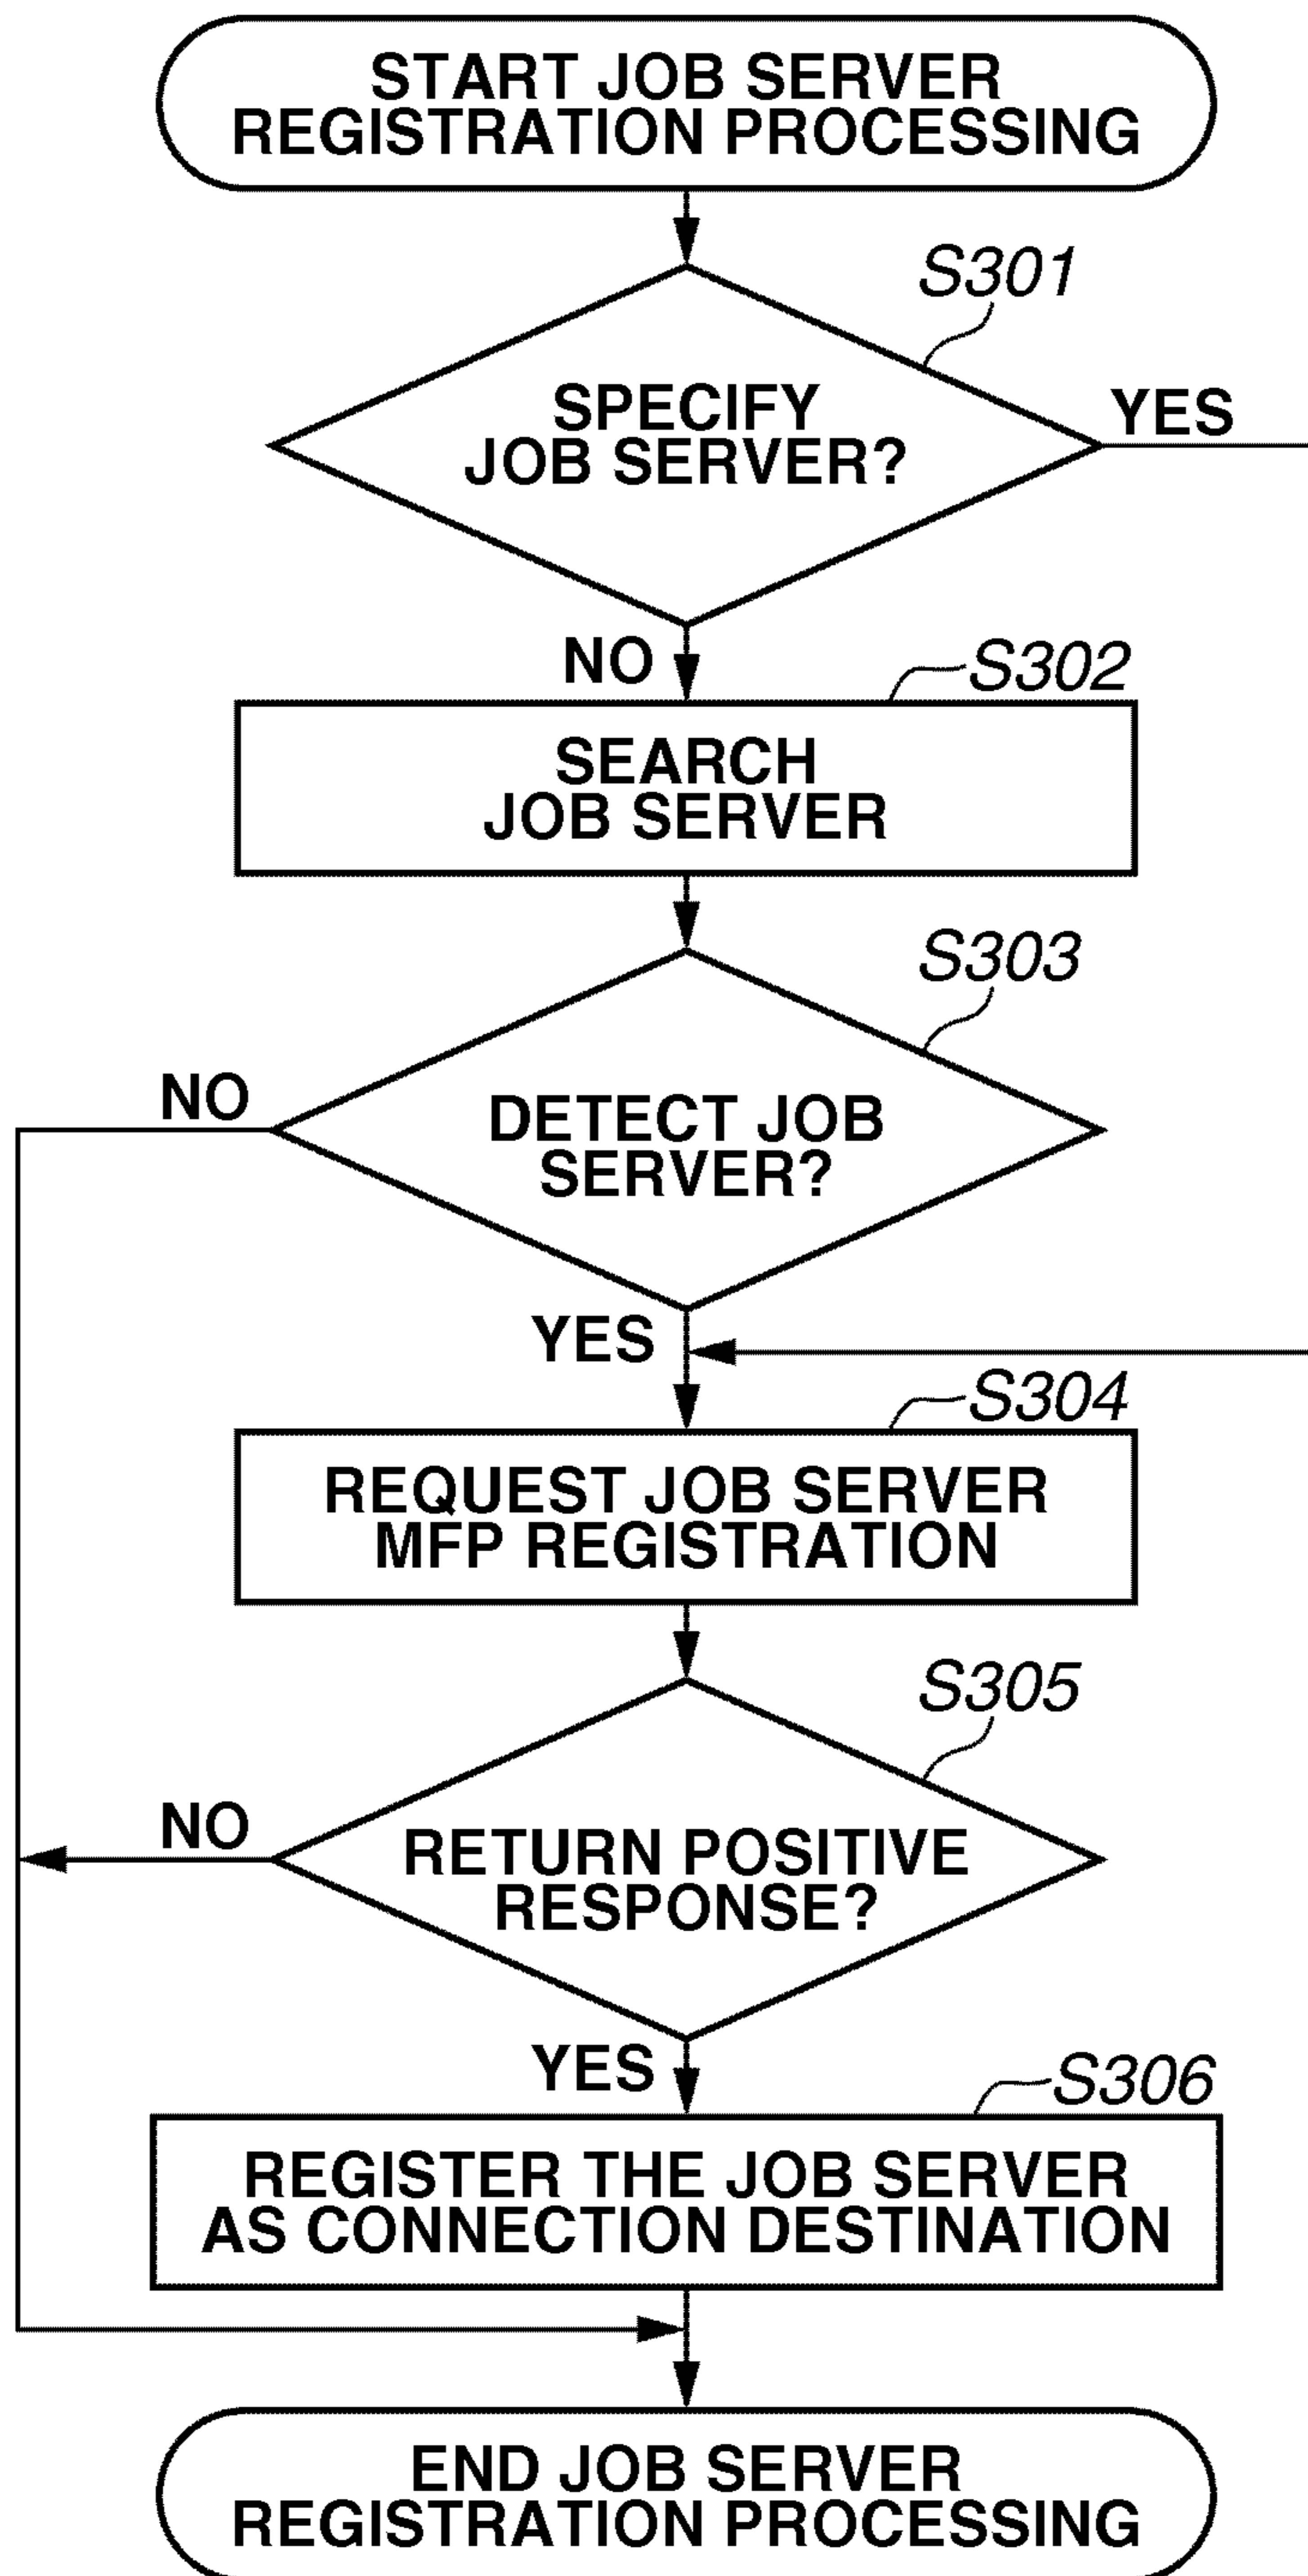 START JOB SERVER
REGISTRATION PROCESSING
S301
SPECIFY
JOB SERVER?
YES
NO
S302
SEARCH
JOB SERVER
S303
NO
DETECT JOB
SERVER?
YES
S304
REQUEST JOB SERVER
MFP REGISTRATION
S305
NO
RETURN POSITIVE
RESPONSE?
YES
S306
REGISTER THE JOB SERVER
AS CONNECTION DESTINATION
END JOB SERVER
REGISTRATION PROCESSING